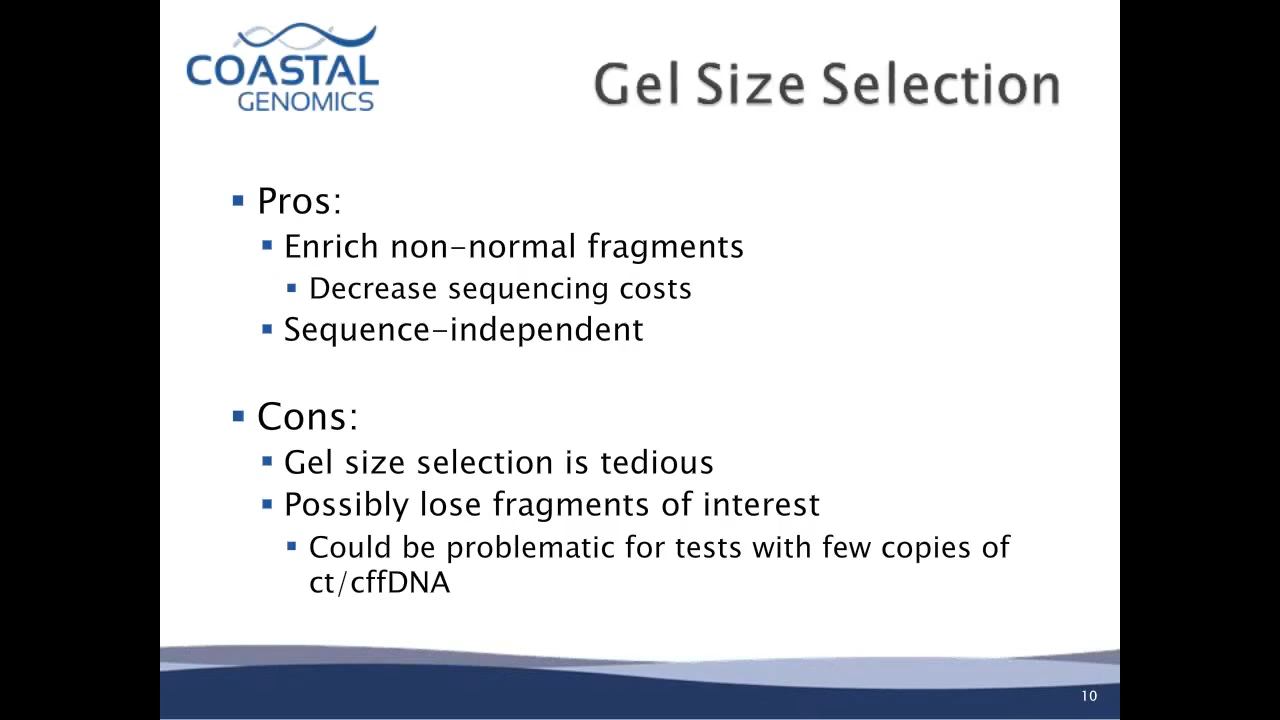 COASTAL
GENOMICS
Gel Size Selection
Pros:
Enrich non-normal fragments
Decrease sequencing costs
Sequence-independent
Cons:
Gel size selection is tedious
Possibly lose fragments of interest
Could be problematic for tests with few copies of
ct/cffDNA
10